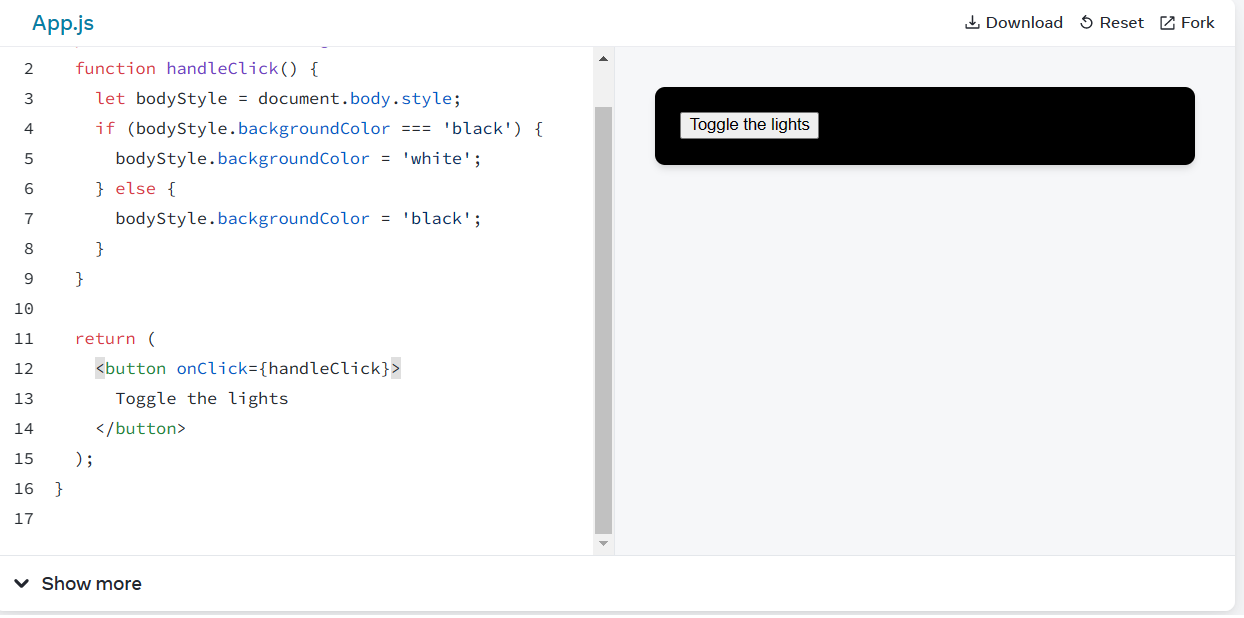 App.js
Download Reset Fork
2 function handleClick() {
3 let bodyStyle = document.body.style;
4 if (bodyStyle.backgroundColor === 'black') {
5 bodyStyle.backgroundColor = 'white';
6 } else {
7 bodyStyle.backgroundColor = 'black';
8 }
9 }
10
11 return (
12 <button onClick={handleClick}>
13 Toggle the lights
14 </button>
15 );
16 }
17
Toggle the lights
Show more